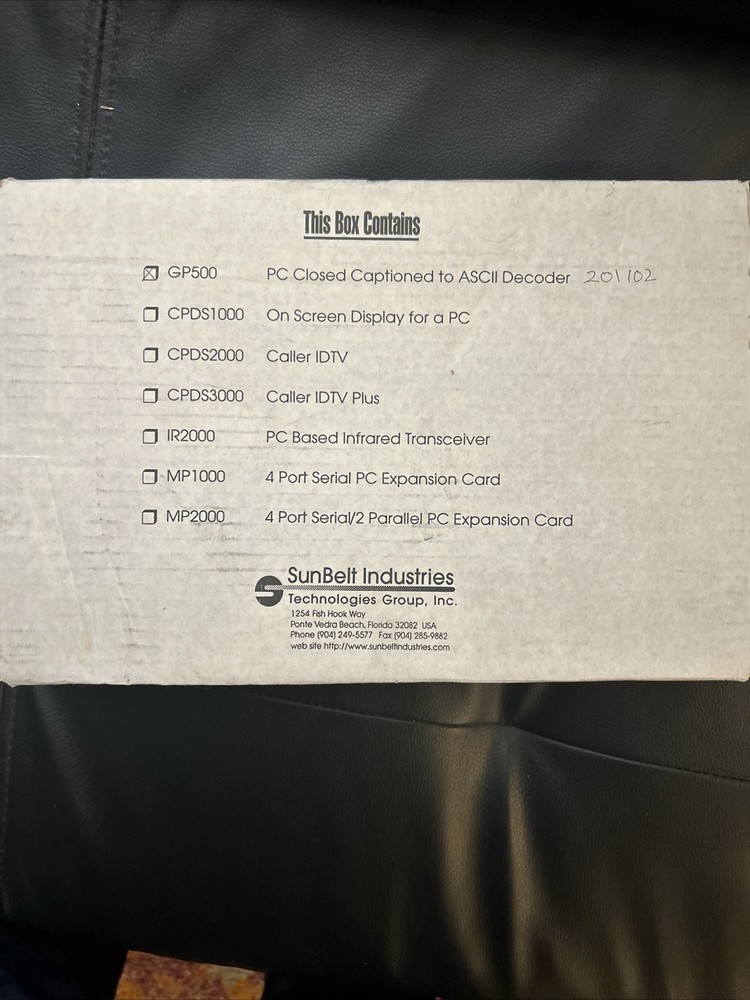 This Box Contains
☒ GP500 PC Closed Captioned to ASCII Decoder 201102
☐ CPDS1000 On Screen Display for a PC
☐ CPDS2000 Caller IDTV
☐ CPDS3000 Caller IDTV Plus
☐ IR2000 PC Based Infrared Transceiver
☐ MP1000 4 Port Serial PC Expansion Card
☐ MP2000 4 Port Serial/2 Parallel PC Expansion Card
SunBelt Industries
Technologies Group, Inc.
1254 Fish Hook Way
Ponte Vedra Beach, Florida 32082 USA
Phone (904) 249-5577 Fax (904) 285-9882
web site http://www.sunbeltindustries.com